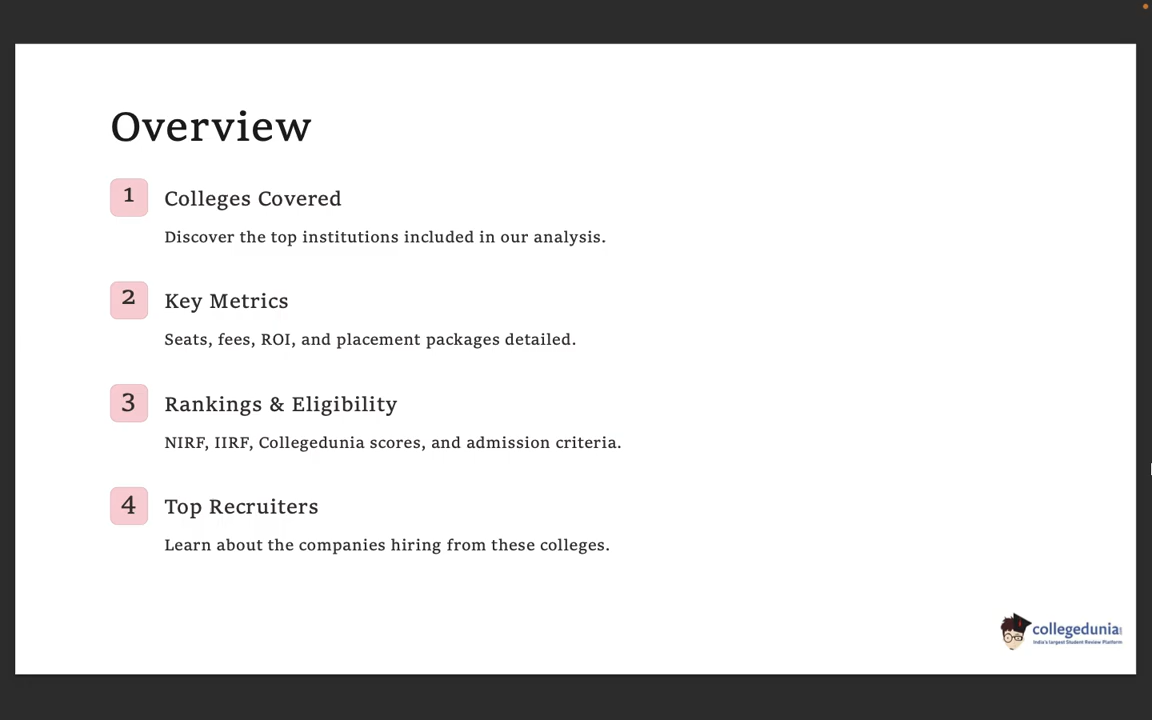 Overview
1
Colleges Covered
Discover the top institutions included in our analysis.
2
Key Metrics
Seats, fees, ROI, and placement packages detailed.
3
Rankings & Eligibility
NIRF, IIRF, Collegedunia scores, and admission criteria.
4
Top Recruiters
Learn about the companies hiring from these colleges.
collegedunia
India's largest Student Review Platform